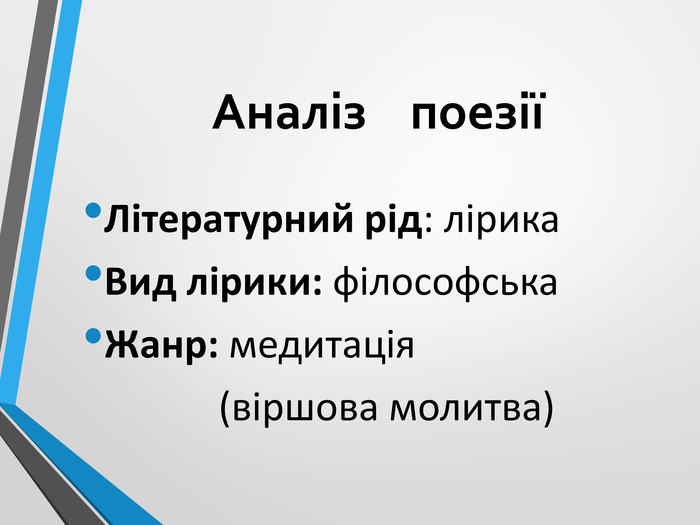 Аналіз поезії
•Літературний рід: лірика
•Вид лірики: філософська
•Жанр: медитація
(віршова молитва)